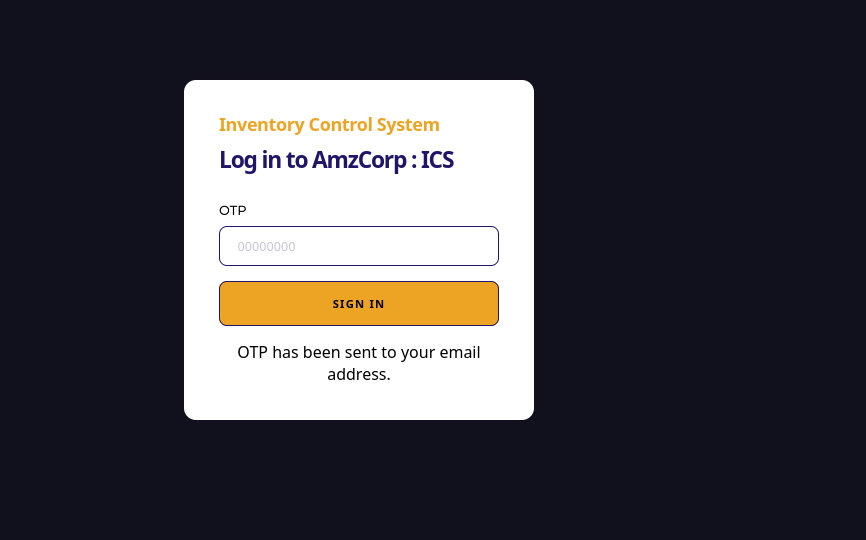 Inventory Control System
Log in to AmzCorp : ICS
OTP
00000000
SIGN IN
OTP has been sent to your email
address.